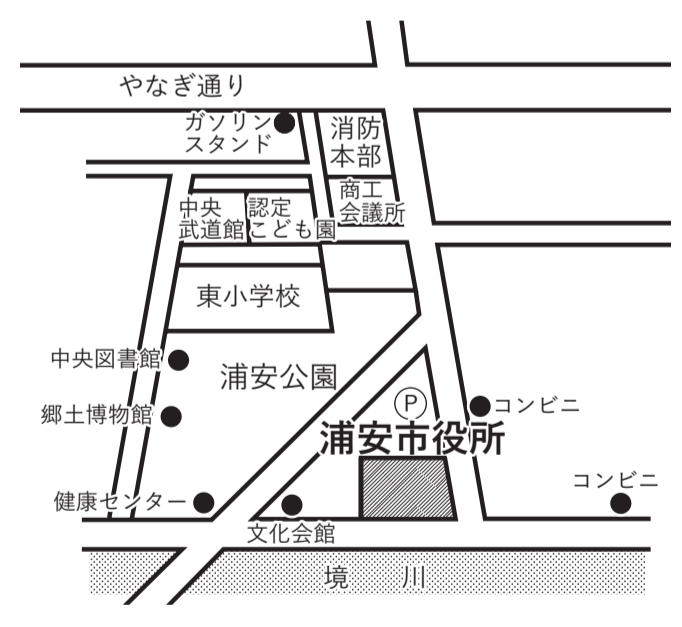 やなぎ通り
ガソリン
スタンド
消防
本部
商工
会議所
中央
武道館
認定
こども園
東小学校
中央図書館
浦安公園
郷土博物館
P
コンビニ
浦安市役所
コンビニ
健康センター
文化会館
境川